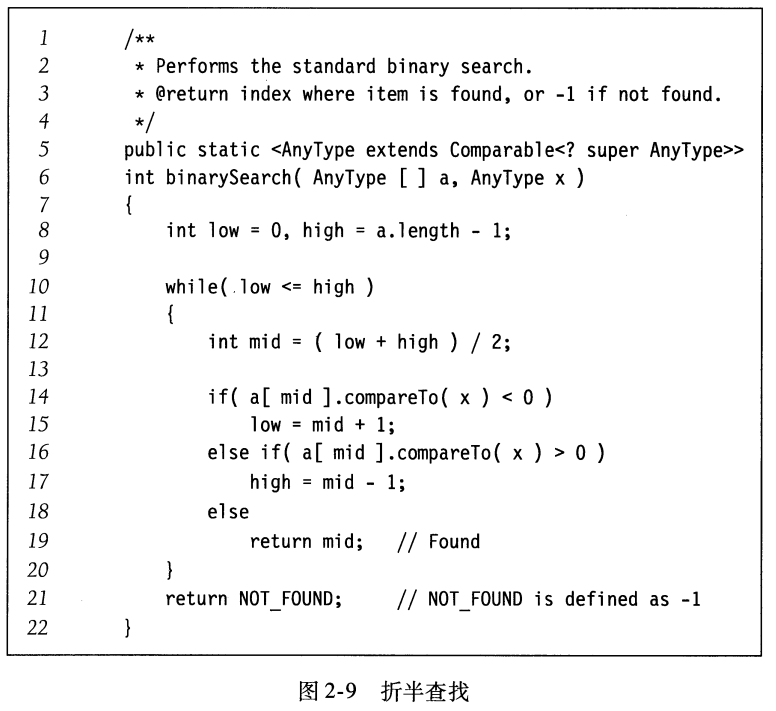 1 /**
2 * Performs the standard binary search.
3 * @return index where item is found, or -1 if not found.
4 */
5 public static <AnyType extends Comparable<? super AnyType>>
6 int binarySearch( AnyType [ ] a, AnyType x )
7 {
8 int low = 0, high = a.length - 1;
9
10 while( low <= high )
11 {
12 int mid = ( low + high ) / 2;
13
14 if( a[ mid ].compareTo( x ) < 0 )
15 low = mid + 1;
16 else if( a[ mid ].compareTo( x ) > 0 )
17 high = mid - 1;
18 else
19 return mid; // Found
20 }
21 return NOT_FOUND; // NOT_FOUND is defined as -1
22 }
图 2-9 折半查找